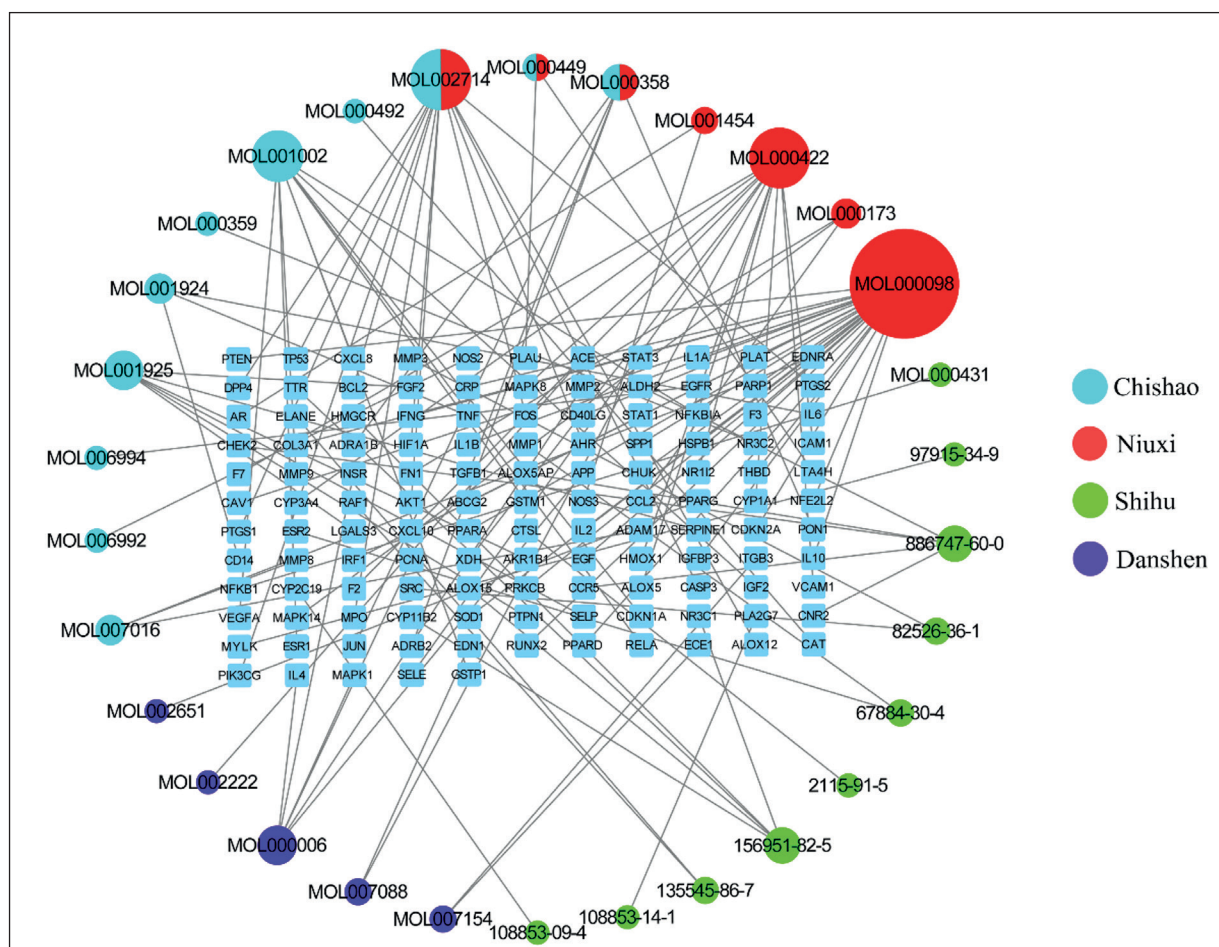 MOL002714
MOL000449
MOL000358
MOL000492
MOL001454
MOL001002
MOL000422
MOL000359
MOL000173
MOL001924
MOL000098
MOL001925
MOL000431
MOL006994
97915-34-9
MOL006992
886747-60-0
MOL007016
82526-36-1
MOL002651
67884-30-4
MOL002222
2115-91-5
MOL000006
156951-82-5
MOL007088
135545-86-7
MOL007154
108853-14-1
108853-09-4
PTEN TP53 CXCL8 MMP3 NOS2 PLAU ACE STAT3 IL1A PLAT EDNRA
DPP4 TTR BCL2 FGF2 CRP MAPK8 MMP2 ALDH2 EGFR PARP1 PTGS2
AR ELANE HMGCR IFNG TNF FOS CD40LG STAT1 NFKBIA F3 IL6
CHEK2 COL3A1 ADRA1B HIF1A IL1B MMP1 AHR SPP1 HSPB1 NR3C2 ICAM1
F7 MMP9 INSR FN1 TGFB1 ALOX5AP APP CHUK NR1I2 THBD LTA4H
CAV1 CYP3A4 RAF1 AKT1 ABCG2 GSTM1 NOS3 CCL2 PPARG CYP1A1 NFE2L2
PTGS1 ESR2 LGALS3 CXCL10 PPARA CTSL IL2 ADAM17 SERPINE1 CDKN2A PON1
CD14 MMP8 IRF1 PCNA XDH AKR1B1 EGF HMOX1 IGFBP3 ITGB3 IL10
NFKB1 CYP2C19 F2 SRC ALOX15 PRKCB CCR5 ALOX5 CASP3 IGF2 VCAM1
VEGFA MAPK14 MPO CYP11B2 SOD1 PTPN1 SELP CDKN1A NR3C1 PLA2G7 CNR2
MYLK ESR1 JUN ADRB2 EDN1 RUNX2 PPARD RELA ECE1 ALOX12 CAT
PIK3CG IL4 MAPK1 SELE GSTP1
Chishao
Niuxi
Shihu
Danshen